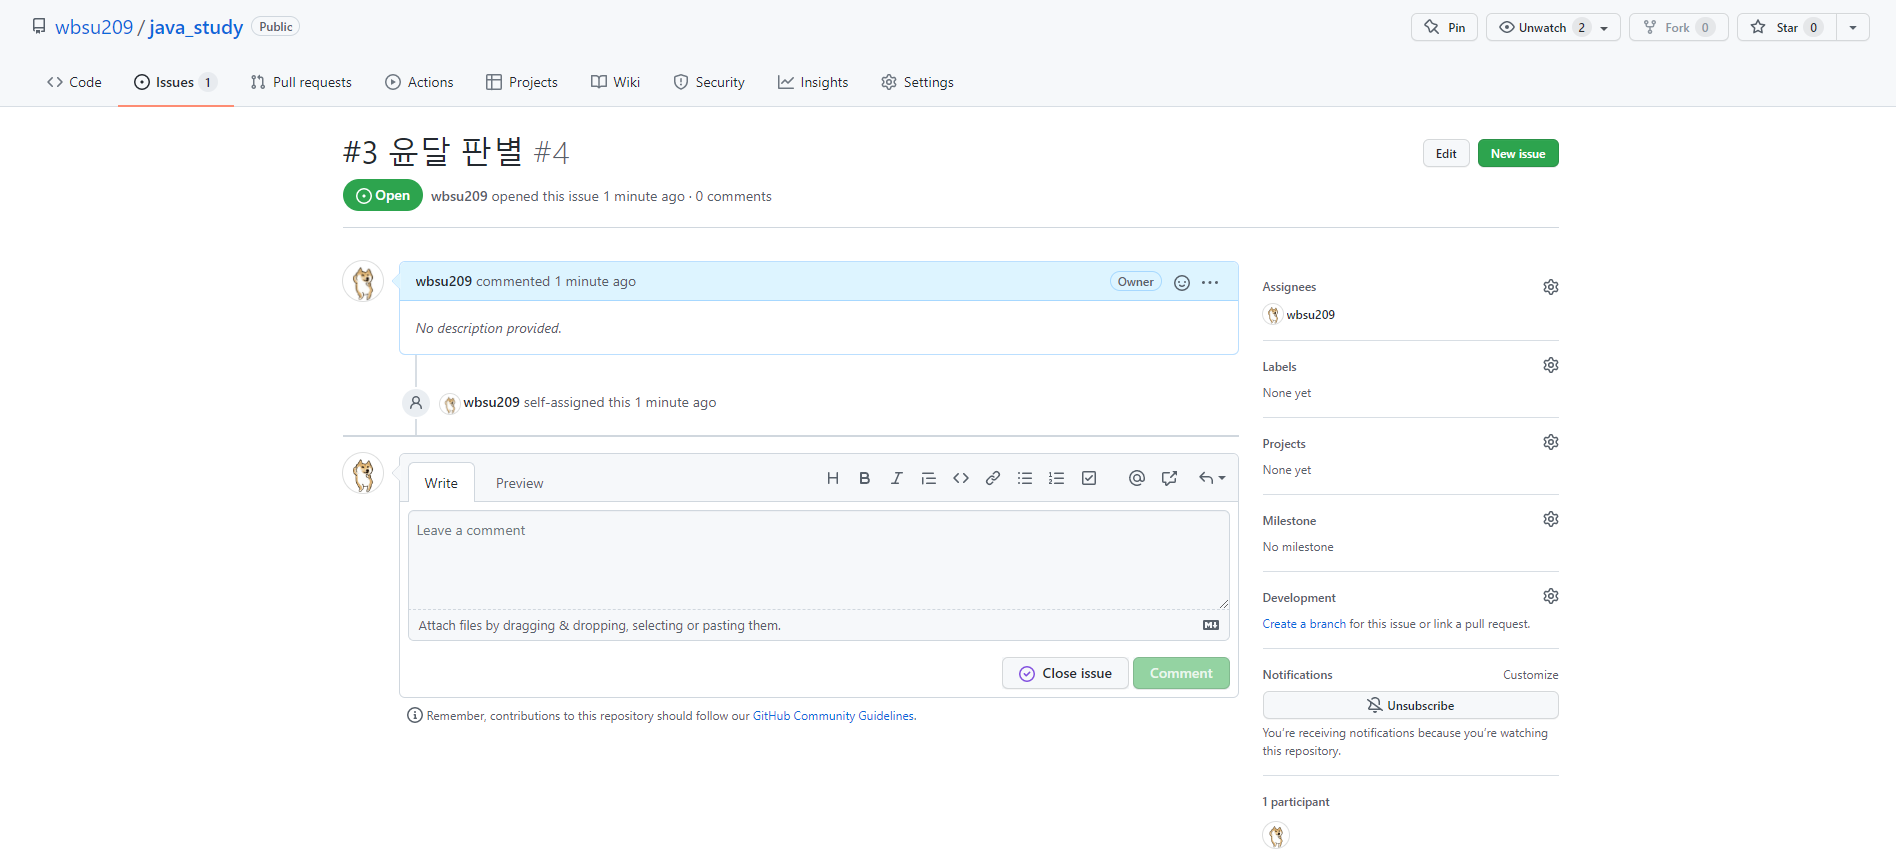 wbsu209 / java_study Public
Pin Unwatch 2 Fork 0 Star 0
Code Issues 1 Pull requests Actions Projects Wiki Security Insights Settings
#3 윤달 판별 #4
Edit New issue
Open wbsu209 opened this issue 1 minute ago · 0 comments
wbsu209 commented 1 minute ago Owner
No description provided.
wbsu209 self-assigned this 1 minute ago
Write Preview
Leave a comment
Attach files by dragging & dropping, selecting or pasting them.
Close issue Comment
Remember, contributions to this repository should follow our GitHub Community Guidelines.
Assignees
wbsu209
Labels
None yet
Projects
None yet
Milestone
No milestone
Development
Create a branch for this issue or link a pull request.
Notifications Customize
Unsubscribe
You're receiving notifications because you're watching
this repository.
1 participant